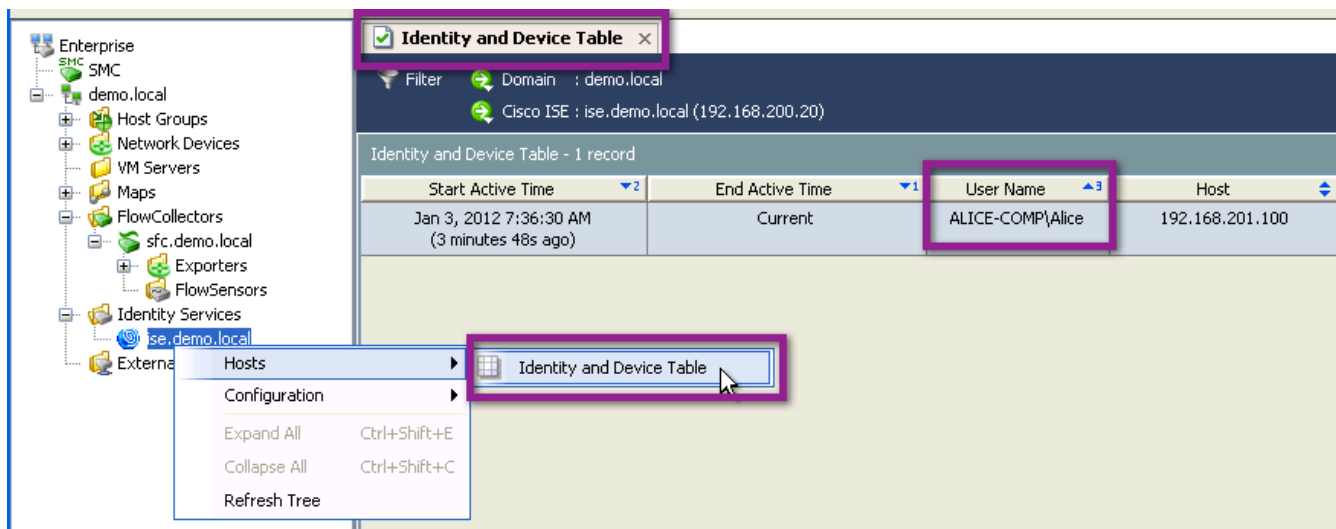 Enterprise
SMC
SMC
demo.local
Host Groups
Network Devices
VM Servers
Maps
FlowCollectors
sfc.demo.local
Exporters
FlowSensors
Identity Services
ise.demo.local
Externa
Hosts
Configuration
Expand All Ctrl+Shift+E
Collapse All Ctrl+Shift+C
Refresh Tree
Identity and Device Table
Identity and Device Table ×
Filter Domain : demo.local
Cisco ISE : ise.demo.local (192.168.200.20)
Identity and Device Table - 1 record
Start Active Time 2 End Active Time 1 User Name 3 Host
Jan 3, 2012 7:36:30 AM Current ALICE-COMP\Alice 192.168.201.100
(3 minutes 48s ago)